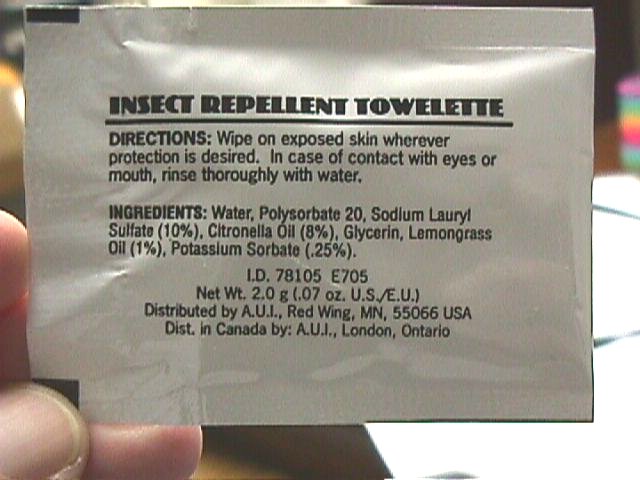 INSECT REPELLENT TOWELETTE
DIRECTIONS: Wipe on exposed skin wherever
protection is desired. In case of contact with eyes or
mouth, rinse thoroughly with water.
INGREDIENTS: Water, Polysorbate 20, Sodium Lauryl
Sulfate (10%), Citronella Oil (8%), Glycerin, Lemongrass
Oil (1%), Potassium Sorbate (.25%).
I.D. 78105 E705
Net Wt. 2.0 g (.07 oz. U.S./E.U.)
Distributed by A.U.I., Red Wing, MN, 55066 USA
Dist. in Canada by: A.U.I., London, Ontario